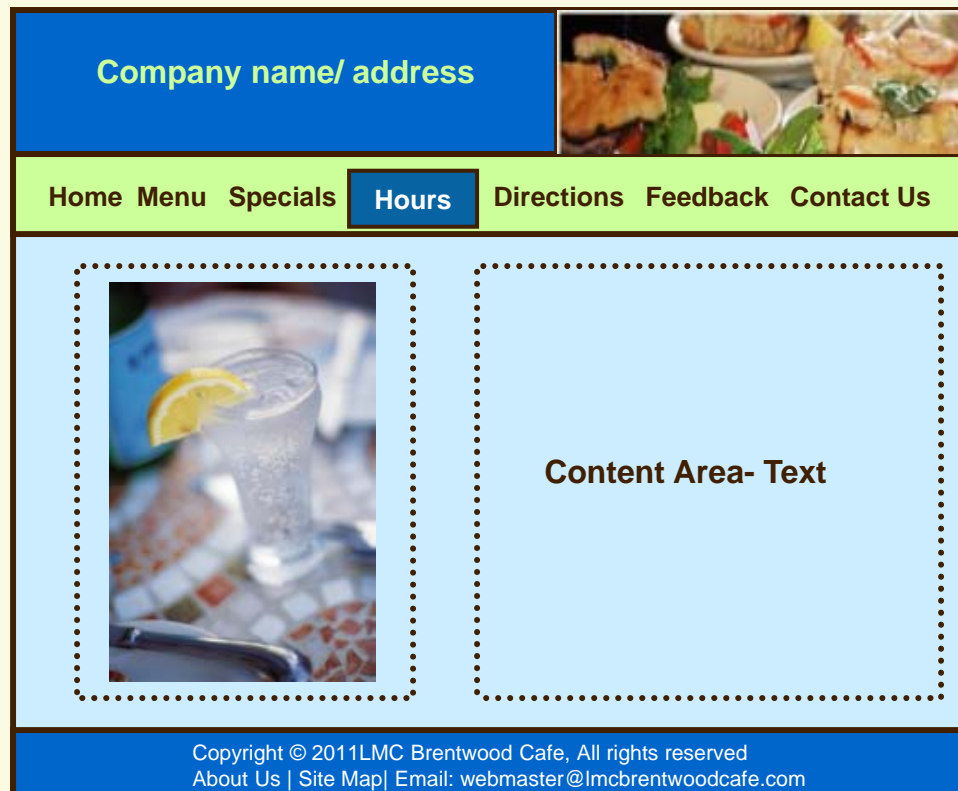 Company name/ address
Home Menu Specials Hours Directions Feedback Contact Us
Content Area- Text
Copyright © 2011LMC Brentwood Cafe, All rights reserved
About Us | Site Map| Email: webmaster@lmcbrentwoodcafe.com